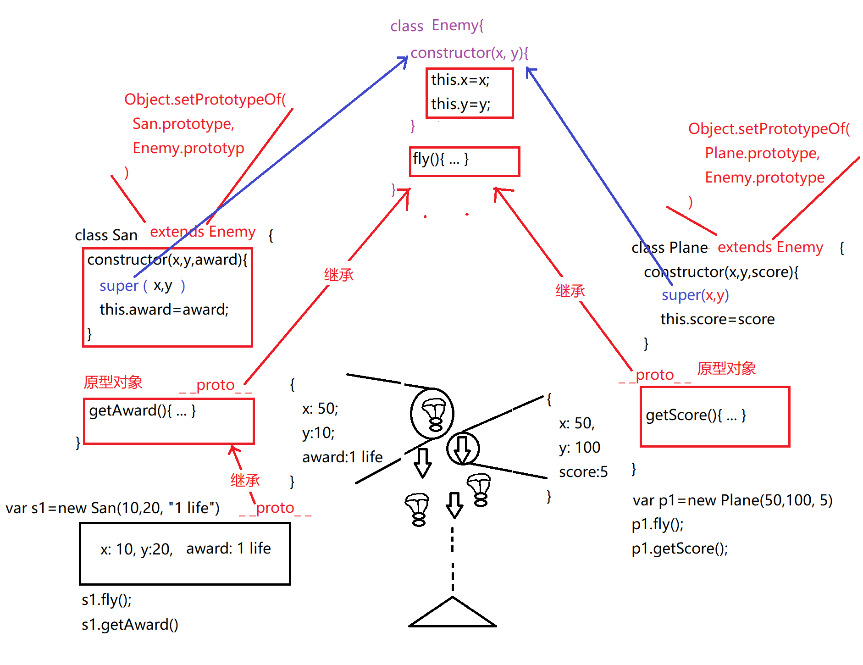 class Enemy{
constructor(x, y){
this.x=x;
this.y=y;
}
fly(){ ... }
}
Object.setPrototypeOf(
San.prototype,
Enemy.prototyp
)
class San extends Enemy {
constructor(x,y,award){
super ( x,y )
this.award=award;
}
原型对象
__proto__
getAward(){ ... }
}
继承
继承
var s1=new San(10,20, "1 life")
__proto__
x: 10, y:20, award: 1 life
s1.fly();
s1.getAward()
{
x: 50;
y:10;
award:1 life
}
{
x: 50,
y: 100
score:5
}
Object.setPrototypeOf(
Plane.prototype,
Enemy.prototype
)
class Plane extends Enemy {
constructor(x,y,score){
super(x,y)
this.score=score
}
继承
__proto__
原型对象
getScore(){ ... }
}
var p1=new Plane(50,100, 5)
p1.fly();
p1.getScore();